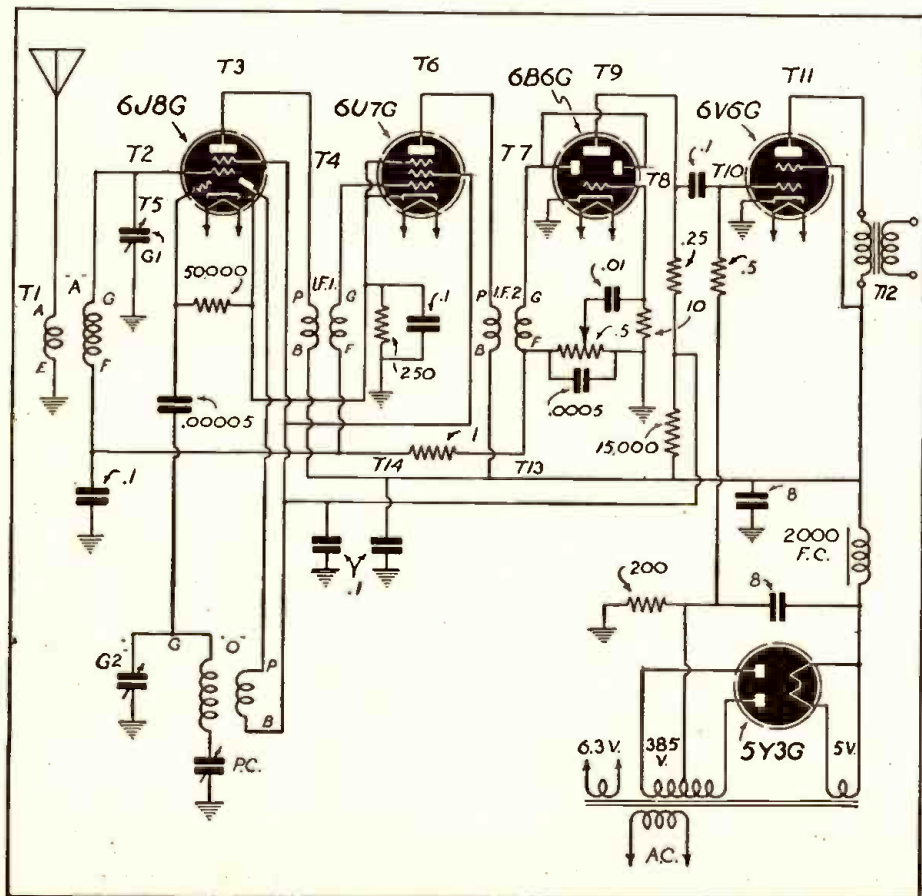 T3
T6
T9
T11
6J8G
6U7G
6B6G
6V6G
T2
T4
T7
T8
.1
T10
T5
G1
50,000
.25
.5
.01
T1
A
"A"
G
I.F.1.
P
G
.1
P
I.F.2
G
10
T12
E
F
B
F
250
B
F
.5
.00005
.0005
15,000
1
T14
T13
.1
8
.1
2000
F.C.
200
8
G2
G
"O"
P
B
P.C.
6.3 V.
385
V.
5Y3G
5V.
A.C.